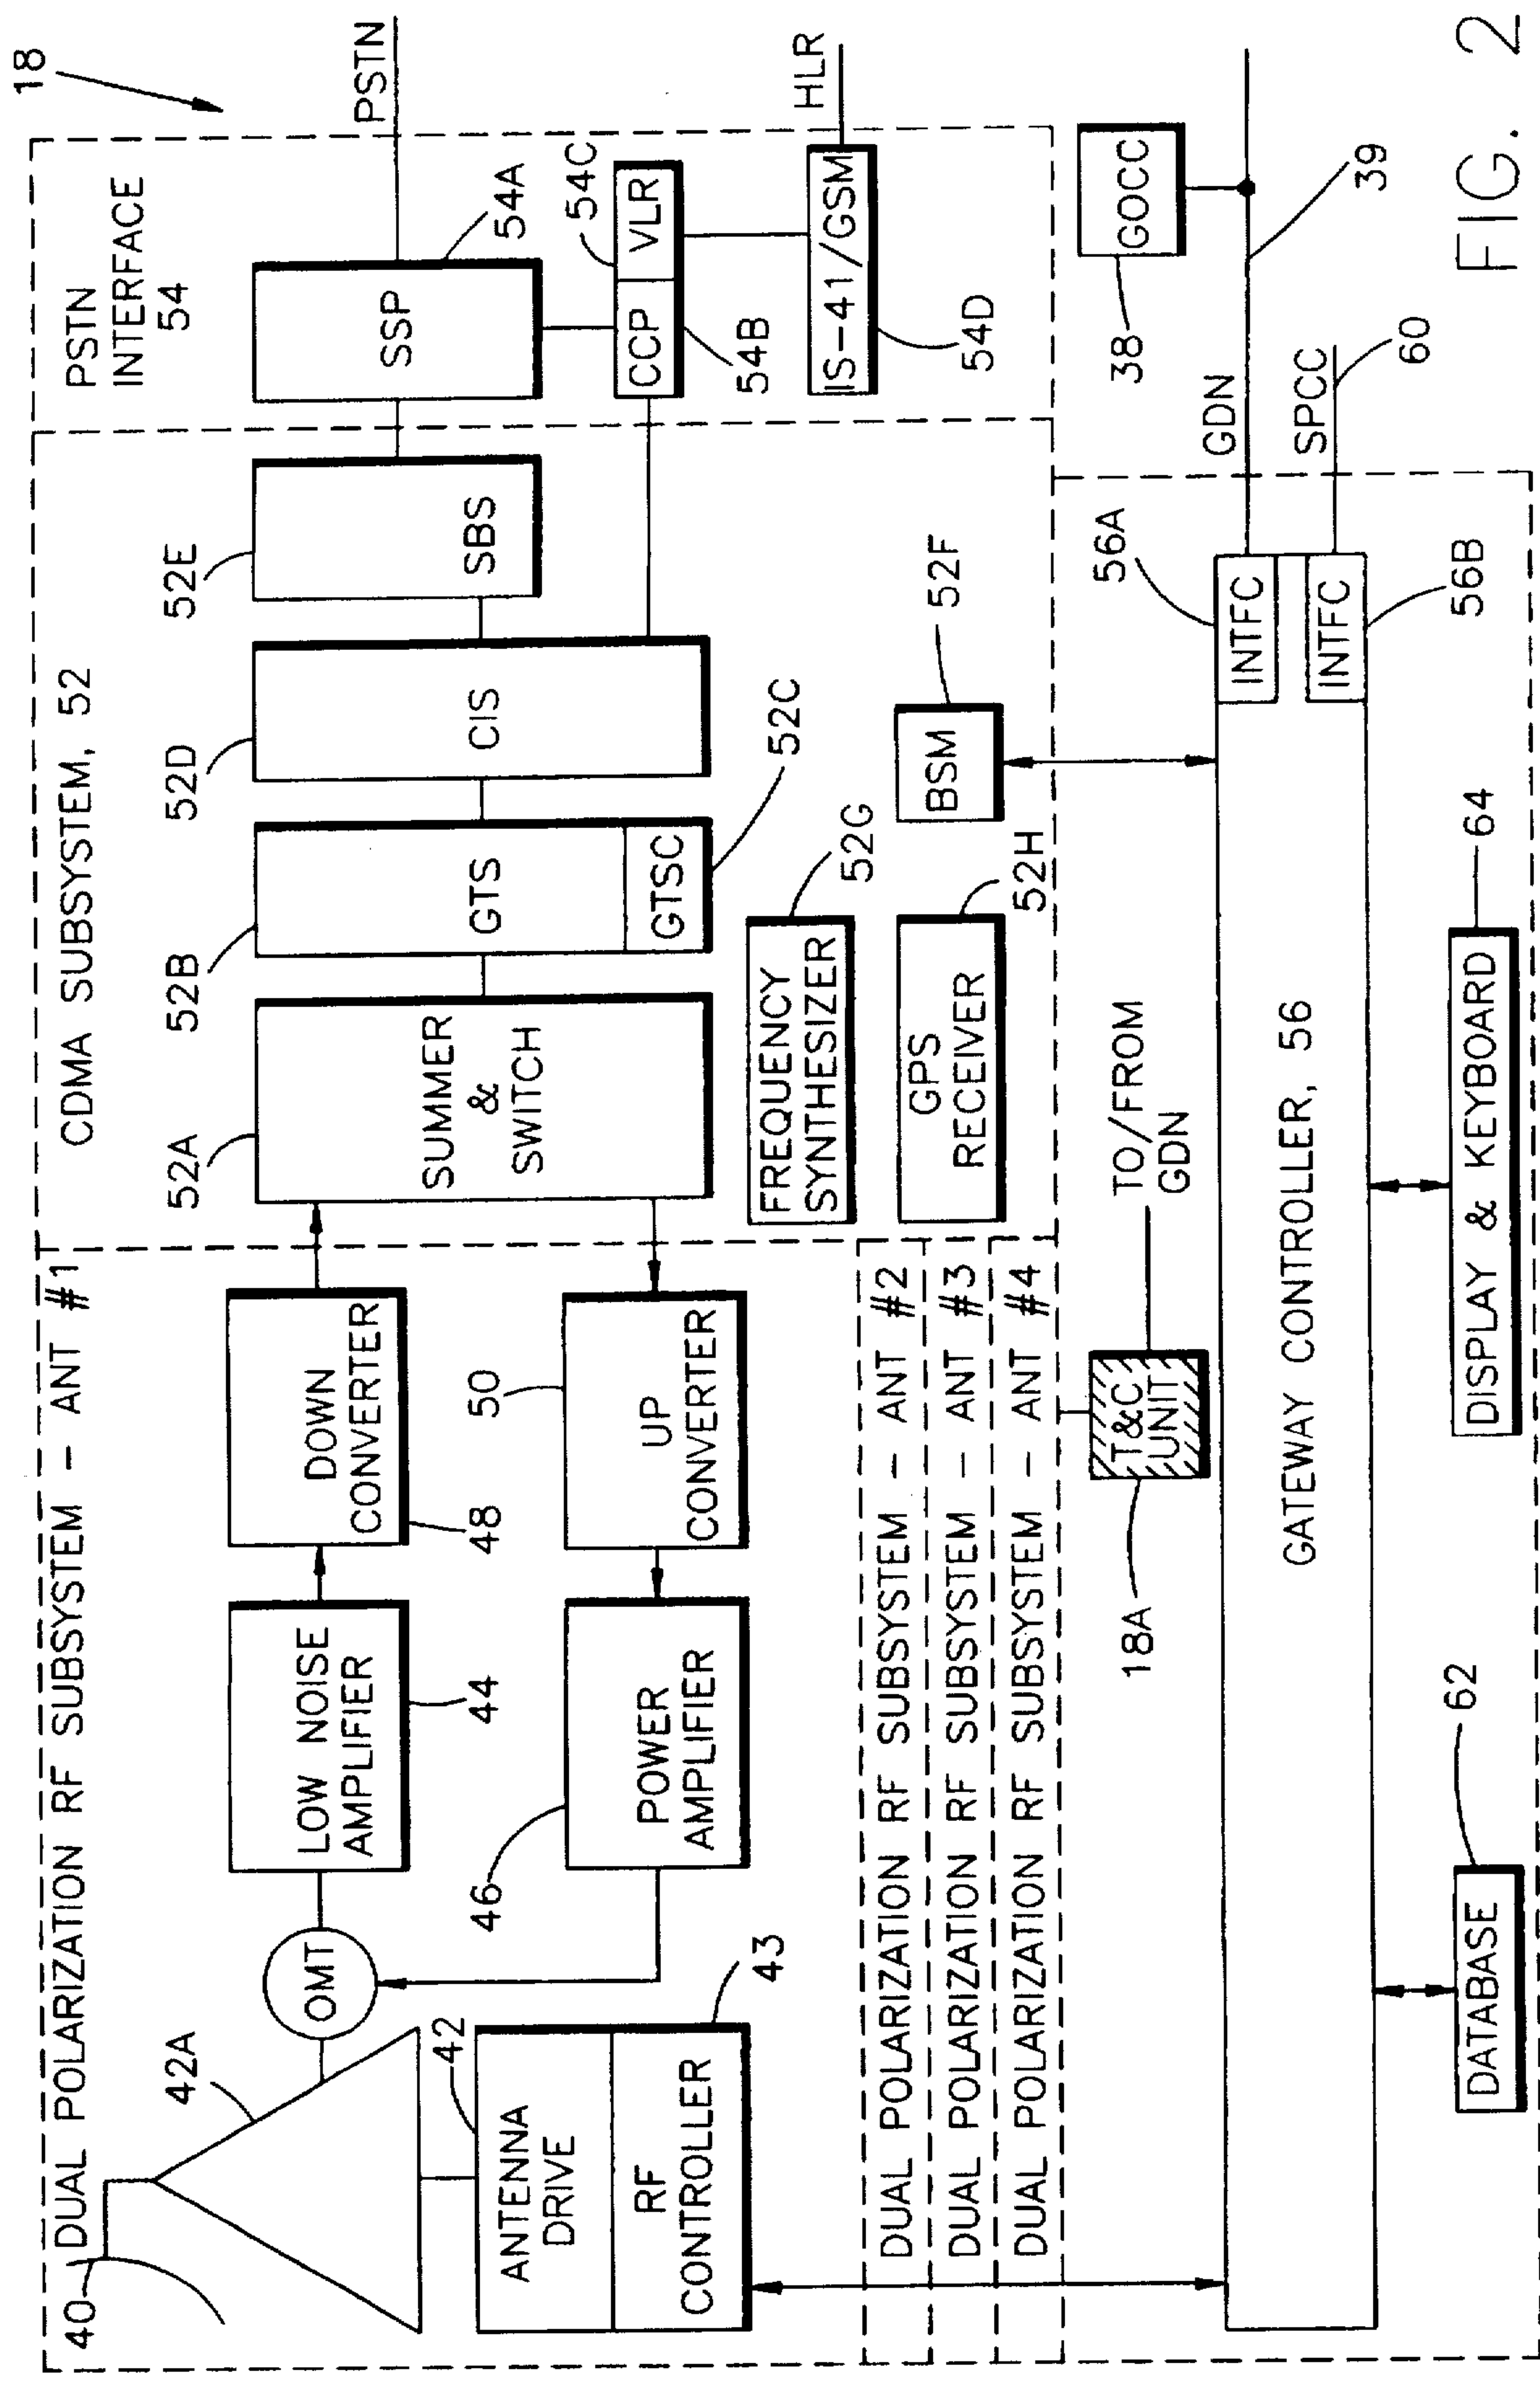 18
DUAL POLARIZATION RF SUBSYSTEM - ANT #1
40
42A
OMT
LOW NOISE
AMPLIFIER
44
DOWN
CONVERTER
48
50
UP
CONVERTER
46
POWER
AMPLIFIER
42
ANTENNA
DRIVE
RF
CONTROLLER
43
DUAL POLARIZATION RF SUBSYSTEM - ANT #2
DUAL POLARIZATION RF SUBSYSTEM - ANT #3
DUAL POLARIZATION RF SUBSYSTEM - ANT #4
CDMA SUBSYSTEM, 52
52A
SUMMER
&
SWITCH
52B
GTS
GTSC
52C
52D
CIS
52E
SBS
FREQUENCY
SYNTHESIZER
52G
GPS
RECEIVER
52H
BSM
52F
PSTN
INTERFACE
54
SSP
54A
PSTN
CCP
VLR
54C
54B
IS-41/GSM
54D
HLR
GOCC
38
GDN
39
SPCC
60
56A
INTFC
INTFC
56B
TO/FROM
GDN
T&C
UNIT
18A
GATEWAY CONTROLLER, 56
DATABASE
62
DISPLAY & KEYBOARD
64
FIG. 2